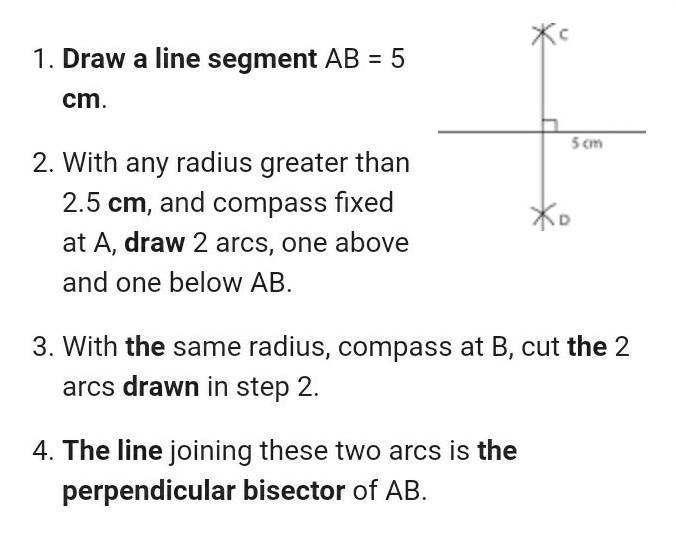 1. Draw a line segment AB = 5
cm.
C
5 cm
2. With any radius greater than
2.5 cm, and compass fixed
at A, draw 2 arcs, one above
and one below AB.
D
3. With the same radius, compass at B, cut the 2
arcs drawn in step 2.
4. The line joining these two arcs is the
perpendicular bisector of AB.